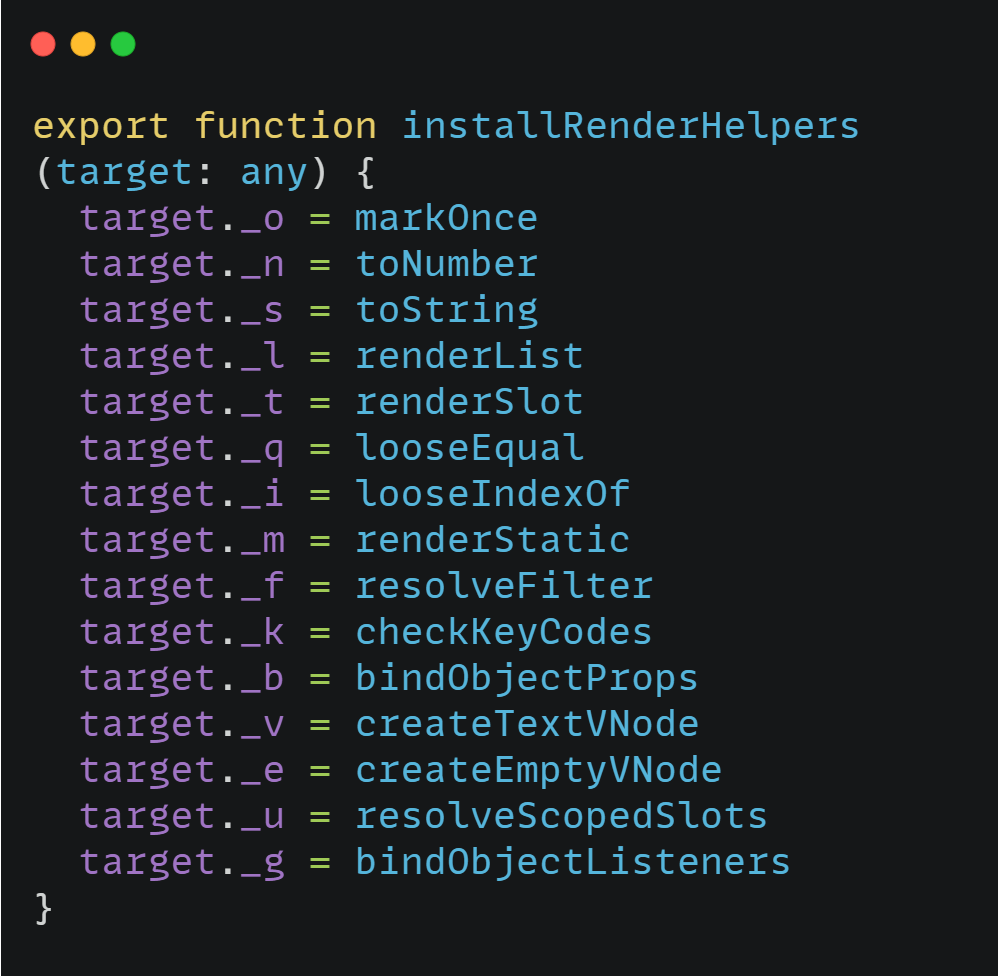 export function installRenderHelpers
(target: any) {
  target._o = markOnce
  target._n = toNumber
  target._s = toString
  target._l = renderList
  target._t = renderSlot
  target._q = looseEqual
  target._i = looseIndexOf
  target._m = renderStatic
  target._f = resolveFilter
  target._k = checkKeyCodes
  target._b = bindObjectProps
  target._v = createTextVNode
  target._e = createEmptyVNode
  target._u = resolveScopedSlots
  target._g = bindObjectListeners
}